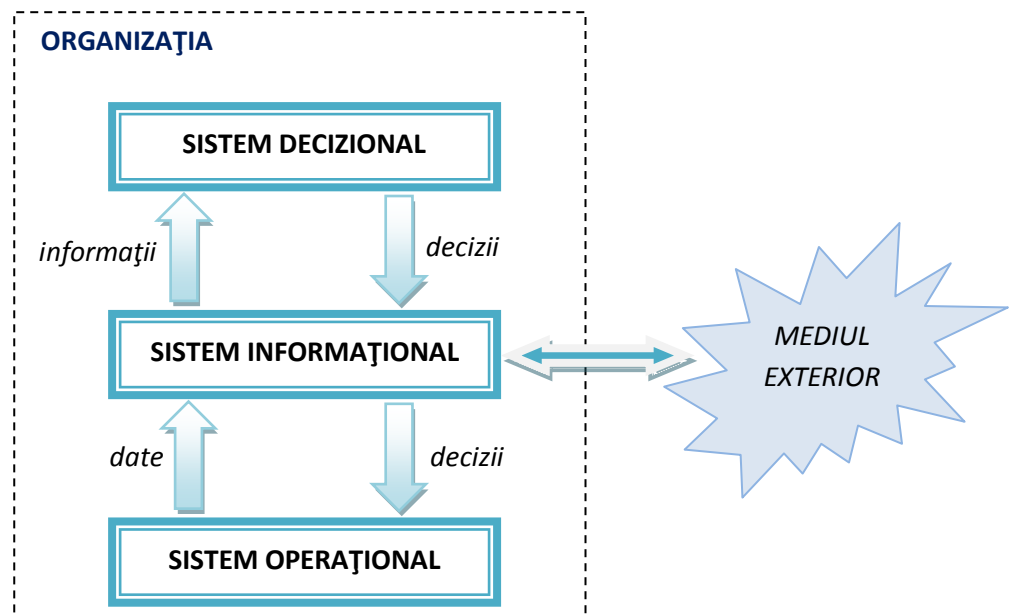 ORGANIZAŢIA
SISTEM DECIZIONAL
informaţii
decizii
SISTEM INFORMAŢIONAL
MEDIUL
EXTERIOR
date
decizii
SISTEM OPERAŢIONAL